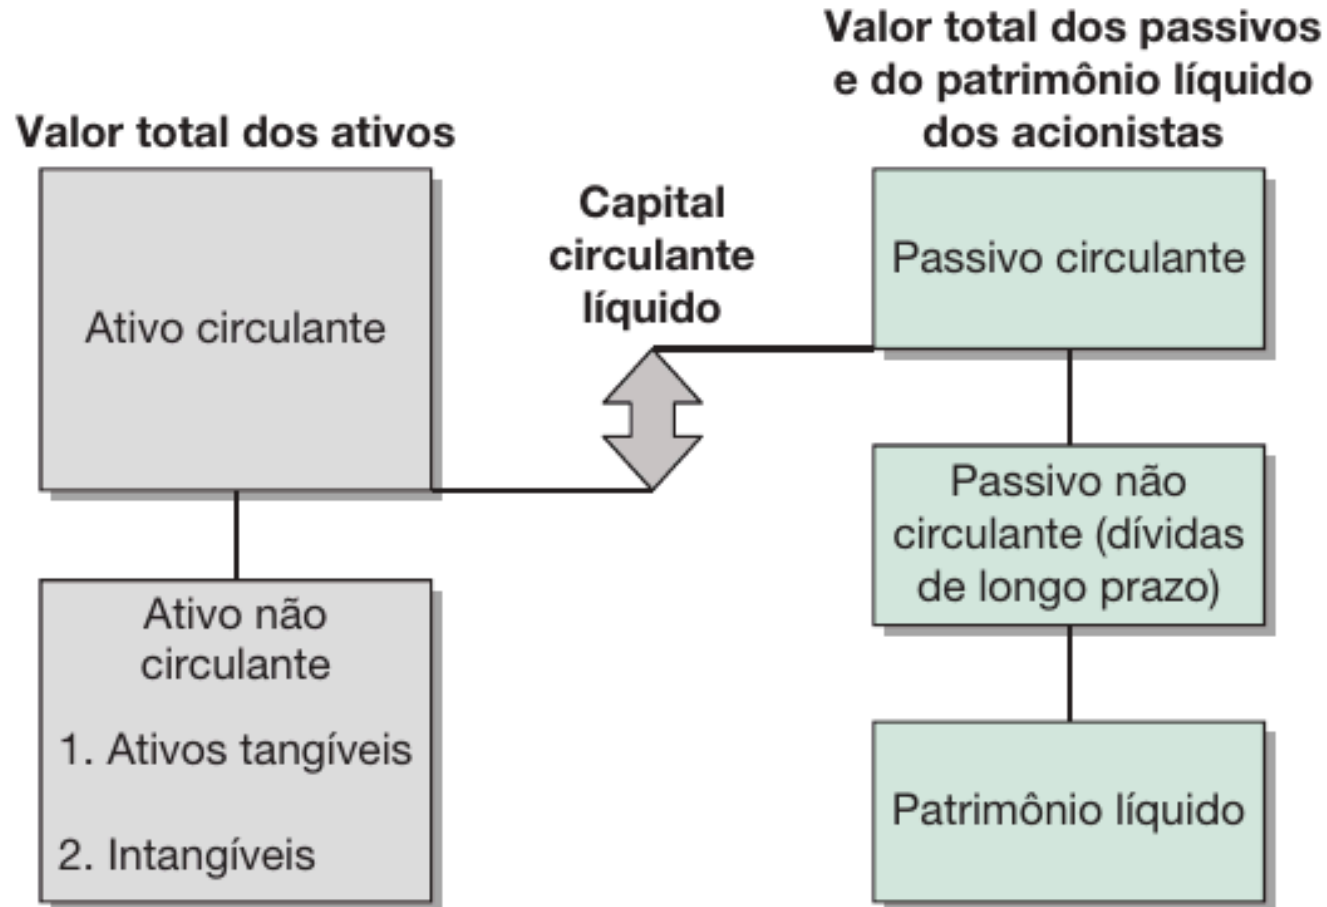 Valor total dos ativos
Ativo circulante
Ativo não
circulante
1. Ativos tangíveis
2. Intangíveis
Capital
circulante
líquido
Valor total dos passivos
e do patrimônio líquido
dos acionistas
Passivo circulante
Passivo não
circulante (dívidas
de longo prazo)
Patrimônio líquido